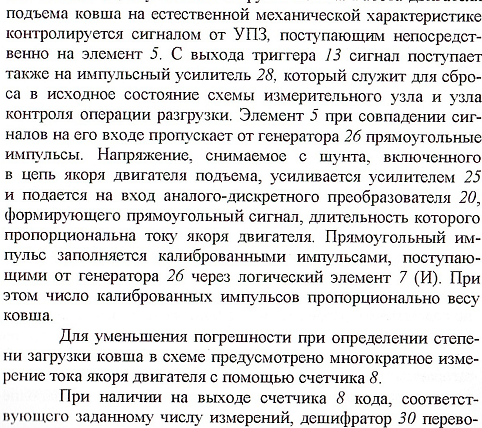 подъема ковша на естественной механической характеристике
контролируется сигналом от УПЗ, поступающим непосредст-
венно на элемент 5. С выхода триггера 13 сигнал поступает
также на импульсный усилитель 28, который служит для сбро-
са в исходное состояние схемы измерительного узла и узла
контроля операции разгрузки. Элемент 5 при совпадении сиг-
налов на его входе пропускает от генератора 26 прямоугольные
импульсы. Напряжение, снимаемое с шунта, включенного
в цепь якоря двигателя подъема, усиливается усилителем 25
и подается на вход аналого-дискретного преобразователя 20,
формирующего прямоугольный сигнал, длительность которого
пропорциональна току якоря двигателя. Прямоугольный им-
пульс заполняется калиброванными импульсами, поступаю-
щими от генератора 26 через логический элемент 7 (И). При
этом число калиброванных импульсов пропорционально весу
ковша.
Для уменьшения погрешности при определении степе-
ни загрузки ковша в схеме предусмотрено многократное изме-
рение тока якоря двигателя с помощью счетчика 8.
При наличии на выходе счетчика 8 кода, соответст-
вующего заданному числу измерений, дешифратор 30 перево-